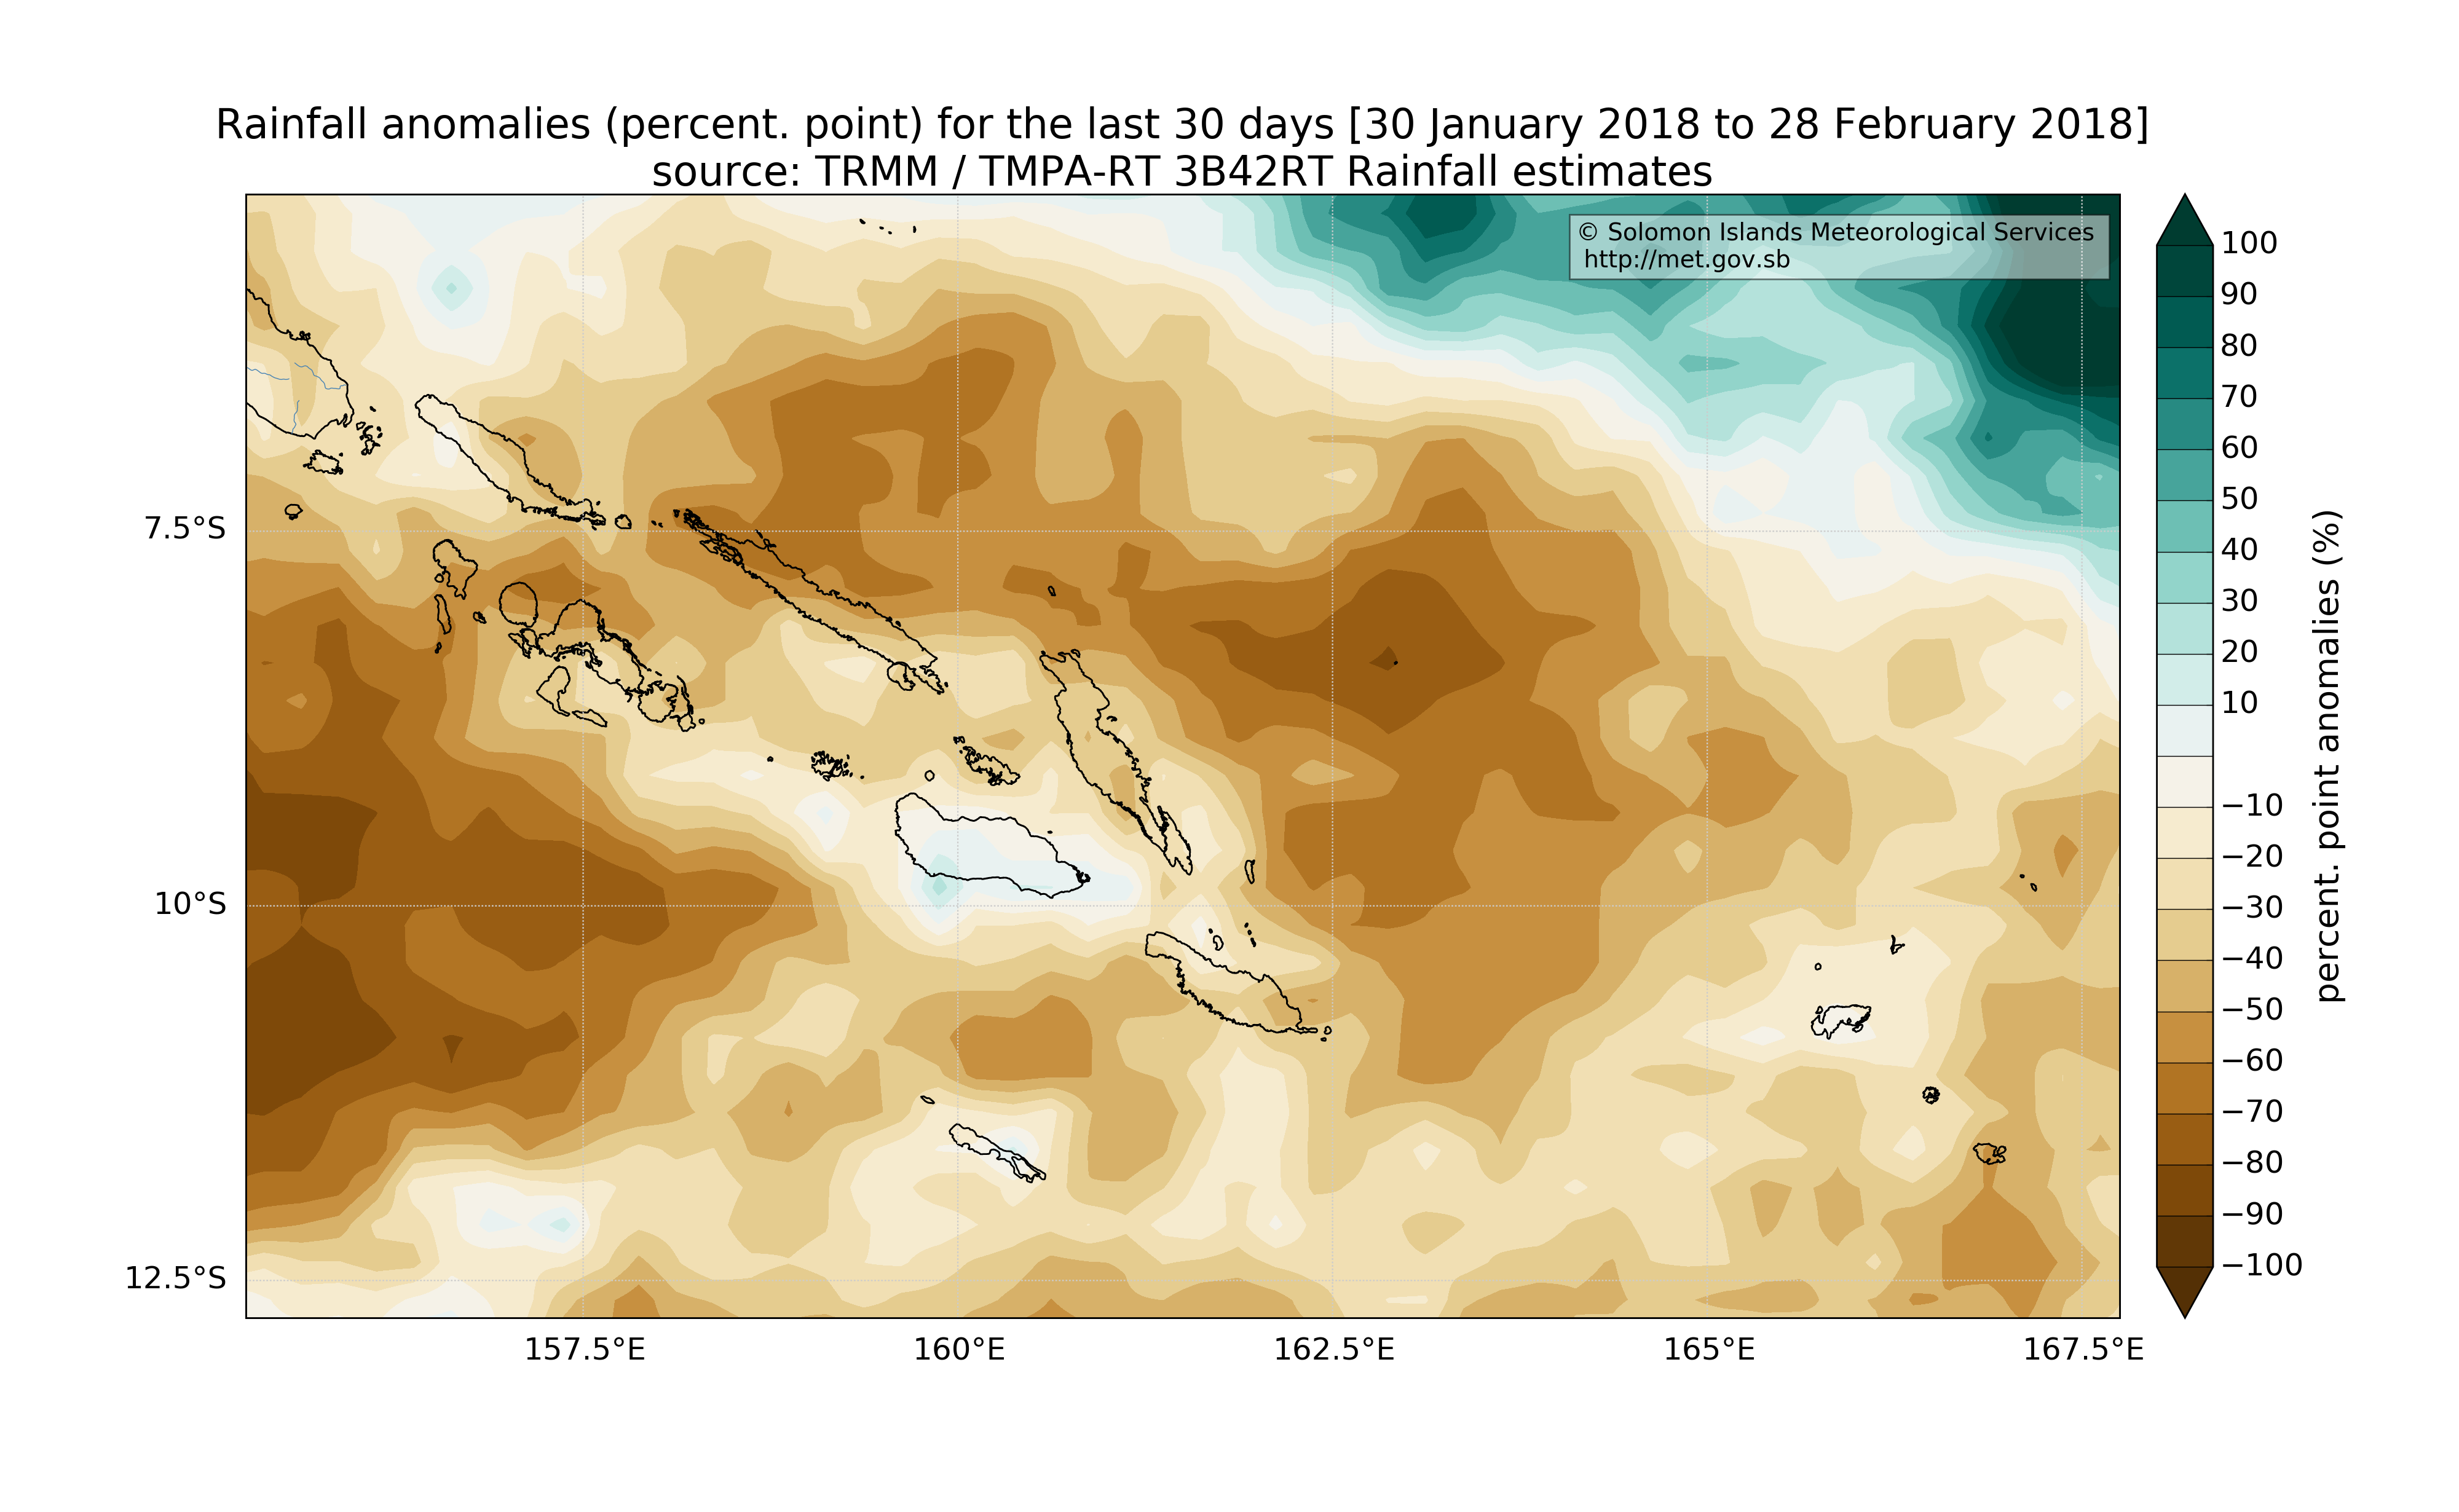 Rainfall anomalies (percent. point) for the last 30 days [30 January 2018 to 28 February 2018]
source: TRMM / TMPA-RT 3B42RT Rainfall estimates
© Solomon Islands Meteorological Services
http://met.gov.sb
7.5°S
10°S
12.5°S
157.5°E
160°E
162.5°E
165°E
167.5°E
100
90
80
70
60
50
40
30
20
10
−10
−20
−30
−40
−50
−60
−70
−80
−90
−100
percent. point anomalies (%)